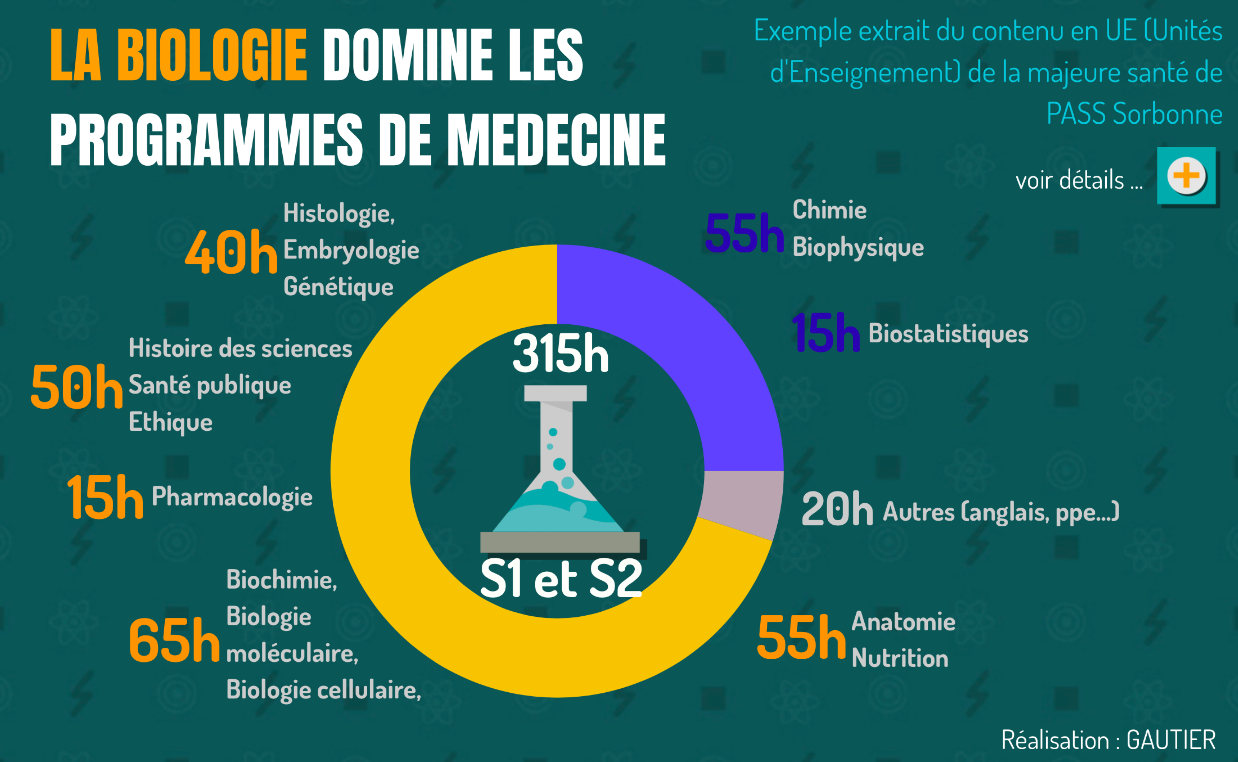 LA BIOLOGIE DOMINE LES
PROGRAMMES DE MEDECINE
Exemple extrait du contenu en UE (Unités
d'Enseignement) de la majeure santé de
PASS Sorbonne
voir détails ...
40h
Histologie,
Embryologie
Génétique
55h
Chimie
Biophysique
15h Biostatistiques
315h
50h
Histoire des sciences
Santé publique
Ethique
15h Pharmacologie
20h Autres (anglais, ppe...)
S1 et S2
65h
Biochimie,
Biologie
moléculaire,
Biologie cellulaire,
55h
Anatomie
Nutrition
Réalisation : GAUTIER